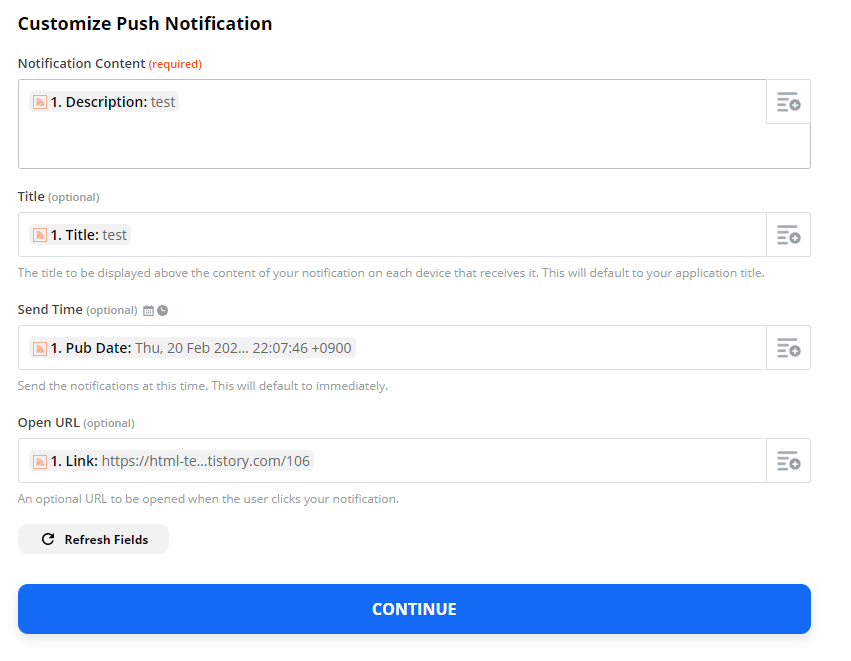 Customize Push Notification
Notification Content (required)
1. Description: test
Title (optional)
1. Title: test
The title to be displayed above the content of your notification on each device that receives it. This will default to your application title.
Send Time (optional)
1. Pub Date: Thu, 20 Feb 202... 22:07:46 +0900
Send the notifications at this time. This will default to immediately.
Open URL (optional)
1. Link: https://html-te...tistory.com/106
An optional URL to be opened when the user clicks your notification.
Refresh Fields
CONTINUE